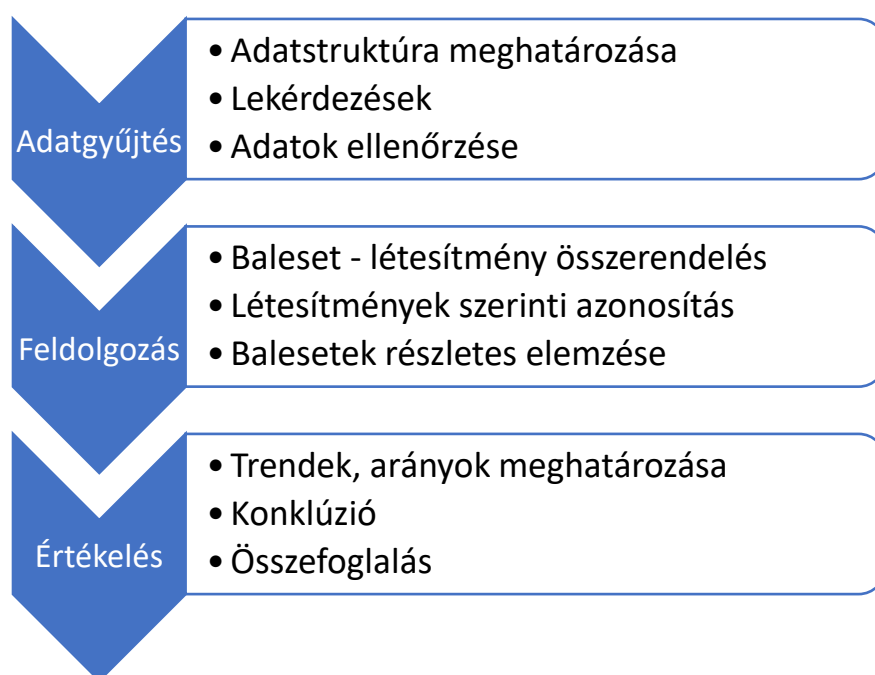 Adatgyűjtés
• Adatstruktúra meghatározása
• Lekérdezések
• Adatok ellenőrzése
Feldolgozás
• Baleset - létesítmény összerendelés
• Létesítmények szerinti azonosítás
• Balesetek részletes elemzése
Értékelés
• Trendek, arányok meghatározása
• Konklúzió
• Összefoglalás